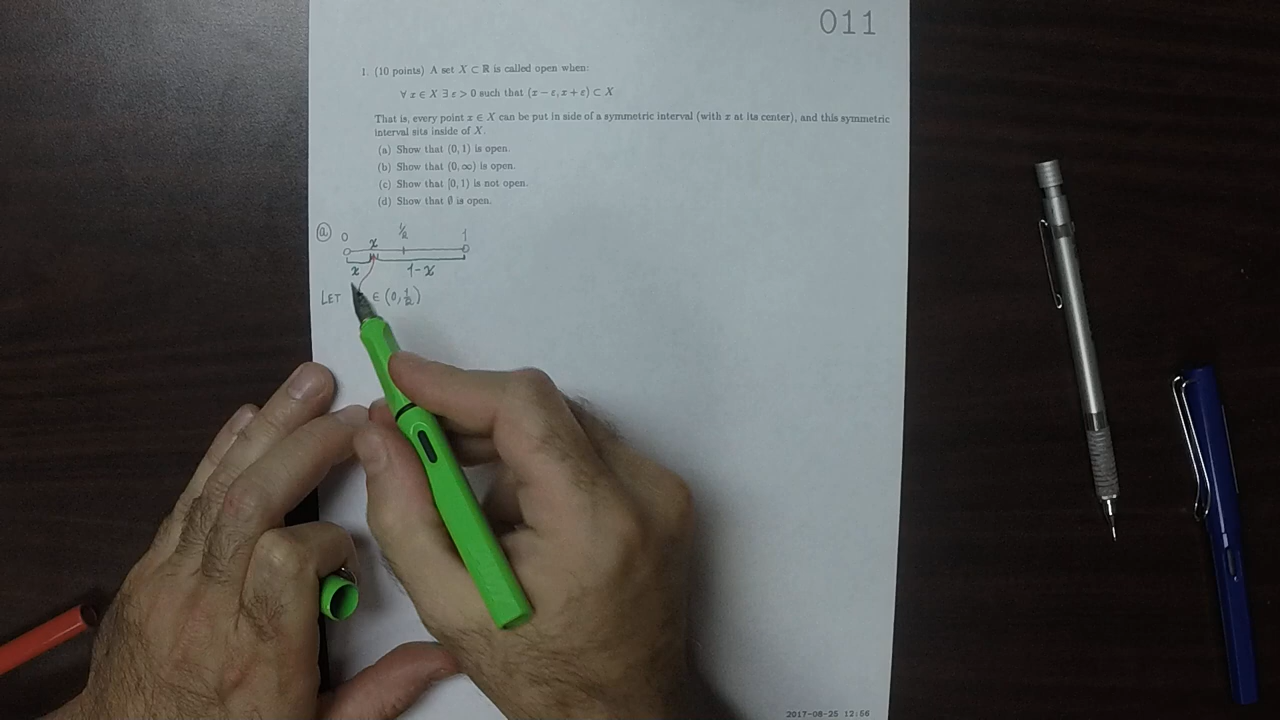 011
1. (10 points) A set X ⊂ ℝ is called open when:
∀ x ∈ X ∃ ε > 0 such that (x − ε, x + ε) ⊂ X
That is, every point x ∈ X can be put in side of a symmetric interval (with x at its center), and this symmetric
interval sits inside of X.
(a) Show that (0, 1) is open.
(b) Show that (0, ∞) is open.
(c) Show that [0, 1) is not open.
(d) Show that ∅ is open.
(a) 0 x 1/2 1
x 1-x
LET ∈ (0, 1/2)
2017-08-25 12:56